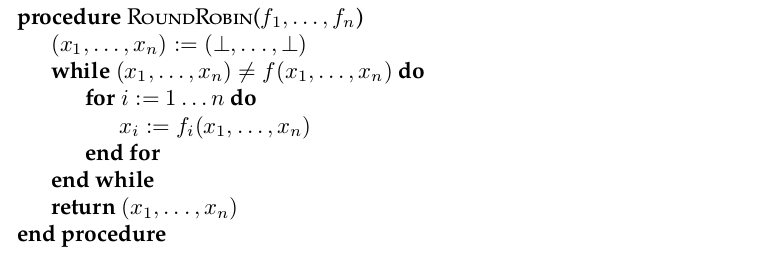 procedure RoundRobin(f₁, . . . , fₙ)
(x₁, . . . , xₙ) := (⊥, . . . , ⊥)
while (x₁, . . . , xₙ) ≠ f(x₁, . . . , xₙ) do
for i := 1 . . . n do
xᵢ := fᵢ(x₁, . . . , xₙ)
end for
end while
return (x₁, . . . , xₙ)
end procedure